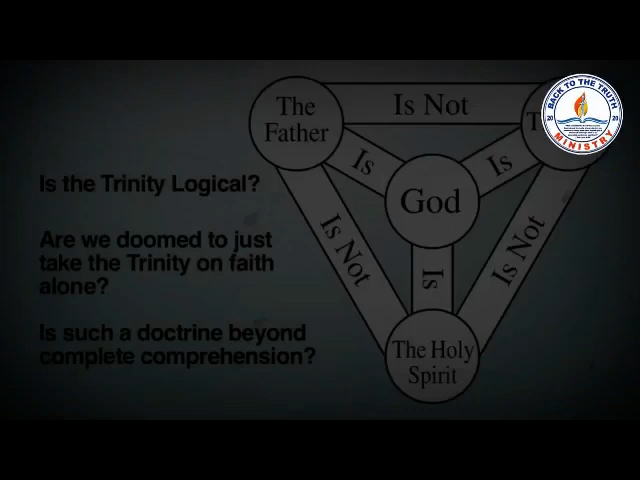 BACK TO THE TRUTH
20 20
MINISTRY
The
Father
Is Not
T
Is
Is
Is the Trinity Logical?
God
Are we doomed to just
take the Trinity on faith
alone?
Is Not
Is
Is Not
Is such a doctrine beyond
complete comprehension?
The Holy
Spirit